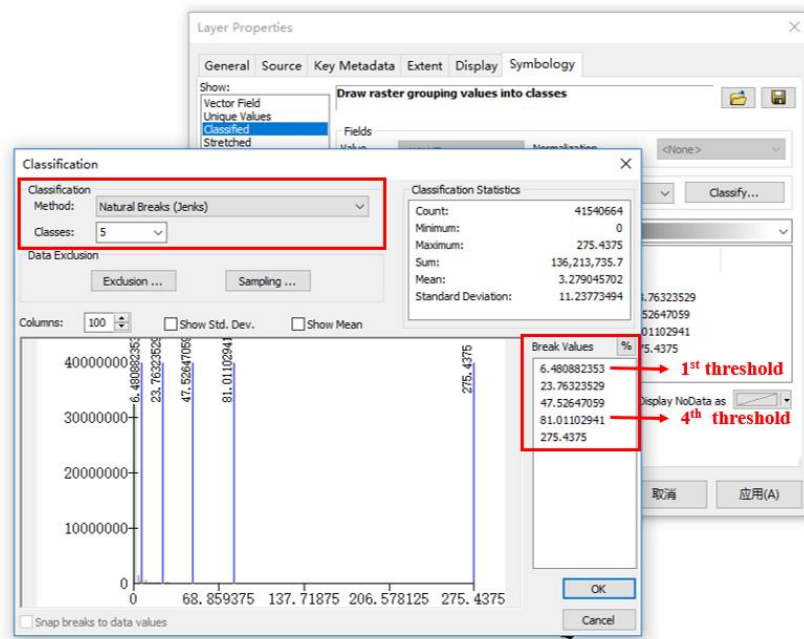 Layer Properties
General Source Key Metadata Extent Display Symbology
Show:
Vector Field
Unique Values
Classified
Stretched
Draw raster grouping values into classes
Fields
Normalization
<None>
Classify...
.76323529
.52647059
.01102941
75.4375
Display NoData as
取消
应用(A)
Classification
Classification
Method: Natural Breaks (Jenks)
Classes: 5
Data Exclusion
Exclusion ...
Sampling ...
Classification Statistics
Count: 41540664
Minimum: 0
Maximum: 275.4375
Sum: 136,213,735.7
Mean: 3.279045702
Standard Deviation: 11.23773494
Columns: 100
Show Std. Dev.
Show Mean
40000000
30000000
20000000
10000000
0
6.480882353
23.76323529
47.52647059
81.01102941
275.4375
0 68.859375 137.71875 206.578125 275.4375
Break Values %
6.480882353
23.76323529
47.52647059
81.01102941
275.4375
1st threshold
4th threshold
OK
Cancel
Snap breaks to data values